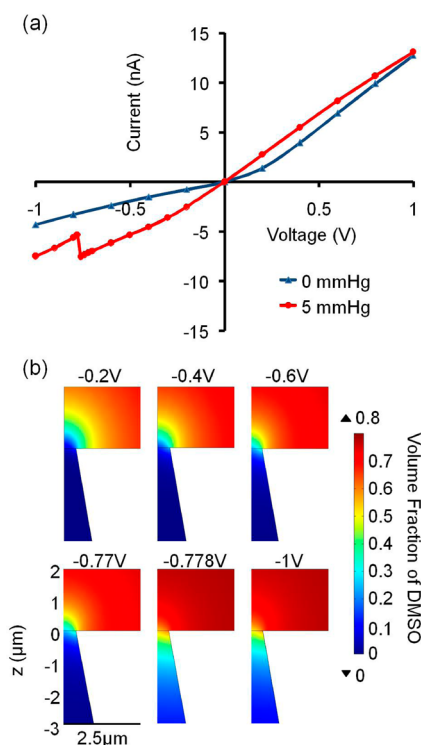 (a)
15
10
5
-1
-0.5
0.5
1
-5
-10
-15
Current (nA)
Voltage (V)
0 mmHg
5 mmHg
(b)
-0.2V
-0.4V
-0.6V
-0.77V
-0.778V
-1V
2
1
0
-1
-2
-3
z (µm)
2.5µm
0.8
0.7
0.6
0.5
0.4
0.3
0.2
0.1
0
0
Volume Fraction of DMSO